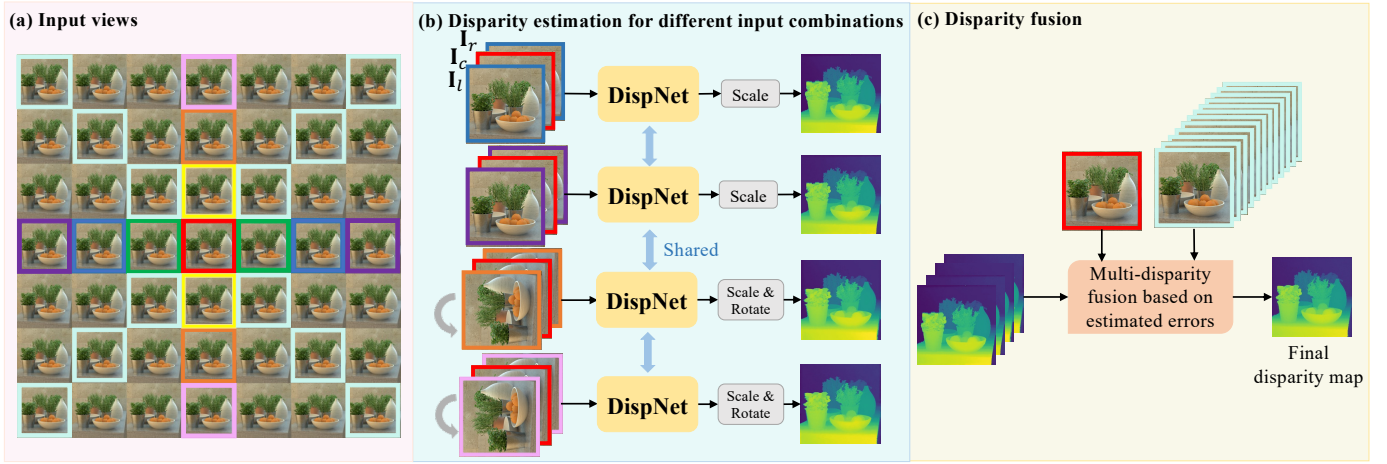 (a) Input views
(b) Disparity estimation for different input combinations
(c) Disparity fusion
I_r
I_c
I_l
DispNet
Scale
DispNet
Scale
Shared
DispNet
Scale &
Rotate
DispNet
Scale &
Rotate
Multi-disparity
fusion based on
estimated errors
Final
disparity map